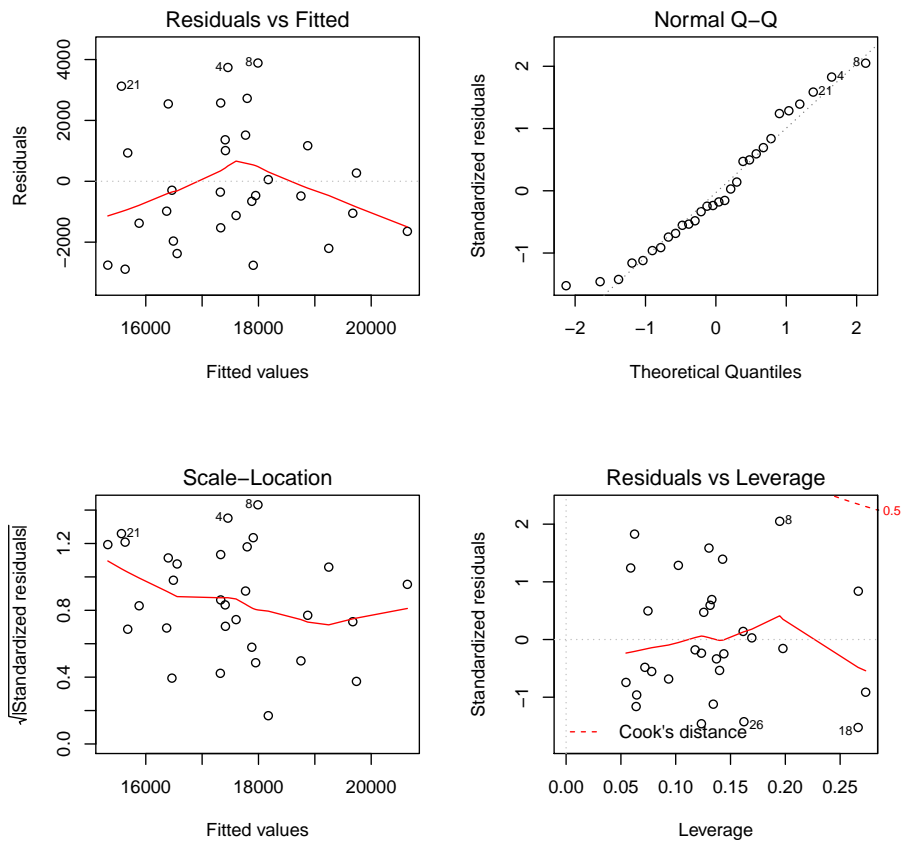 Residuals vs Fitted
Residuals
−2000 0 2000 4000
21
4
8
16000 18000 20000
Fitted values
Normal Q−Q
Standardized residuals
−1 0 1 2
8
4
21
−2 −1 0 1 2
Theoretical Quantiles
Scale−Location
√|Standardized residuals|
0.0 0.4 0.8 1.2
21
4
8
16000 18000 20000
Fitted values
Residuals vs Leverage
Standardized residuals
−1 0 1 2
0.5
8
26
18
Cook's distance
0.00 0.05 0.10 0.15 0.20 0.25
Leverage